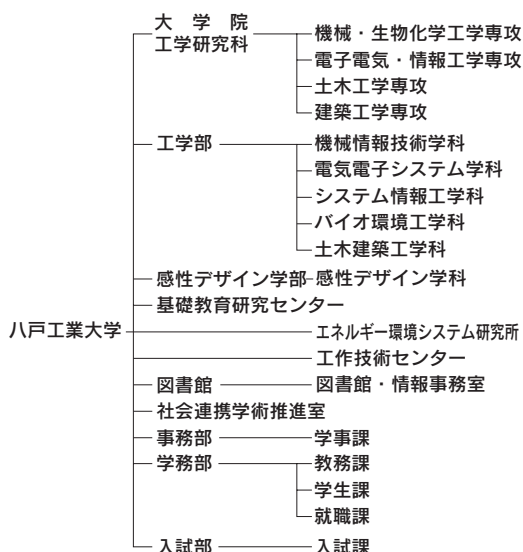 大学院
工学研究科
機械・生物化学工学専攻
電子電気・情報工学専攻
土木工学専攻
建築工学専攻
工学部
機械情報技術学科
電気電子システム学科
システム情報工学科
バイオ環境工学科
土木建築工学科
感性デザイン学部
感性デザイン学科
基礎教育研究センター
八戸工業大学
エネルギー環境システム研究所
工作技術センター
図書館
図書館・情報事務室
社会連携学術推進室
事務部
学事課
学務部
教務課
学生課
就職課
入試部
入試課